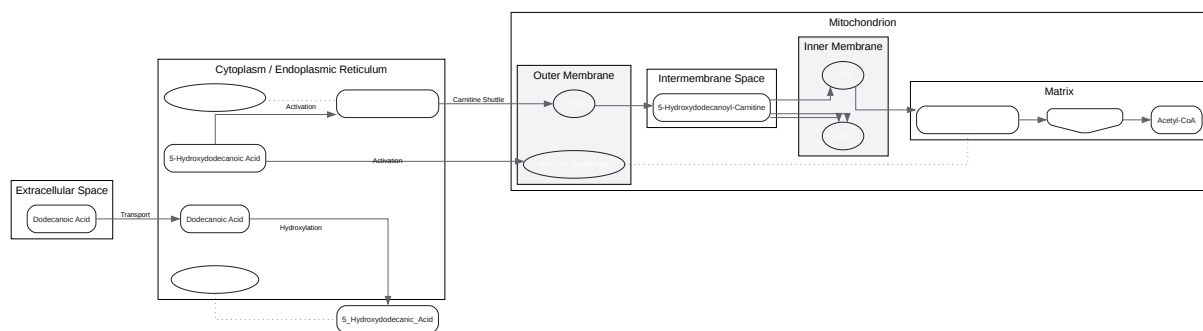 Mitochondrion
Cytoplasm / Endoplasmic Reticulum
Outer Membrane
Intermembrane Space
Inner Membrane
Matrix
Activation
Carnitine Shuttle
5-Hydroxydodecanoyl-Carnitine
Acetyl-CoA
5-Hydroxydodecanoic Acid
Activation
Extracellular Space
Dodecanoic Acid
Transport
Dodecanoic Acid
Hydroxylation
5_Hydroxydodecanic_Acid